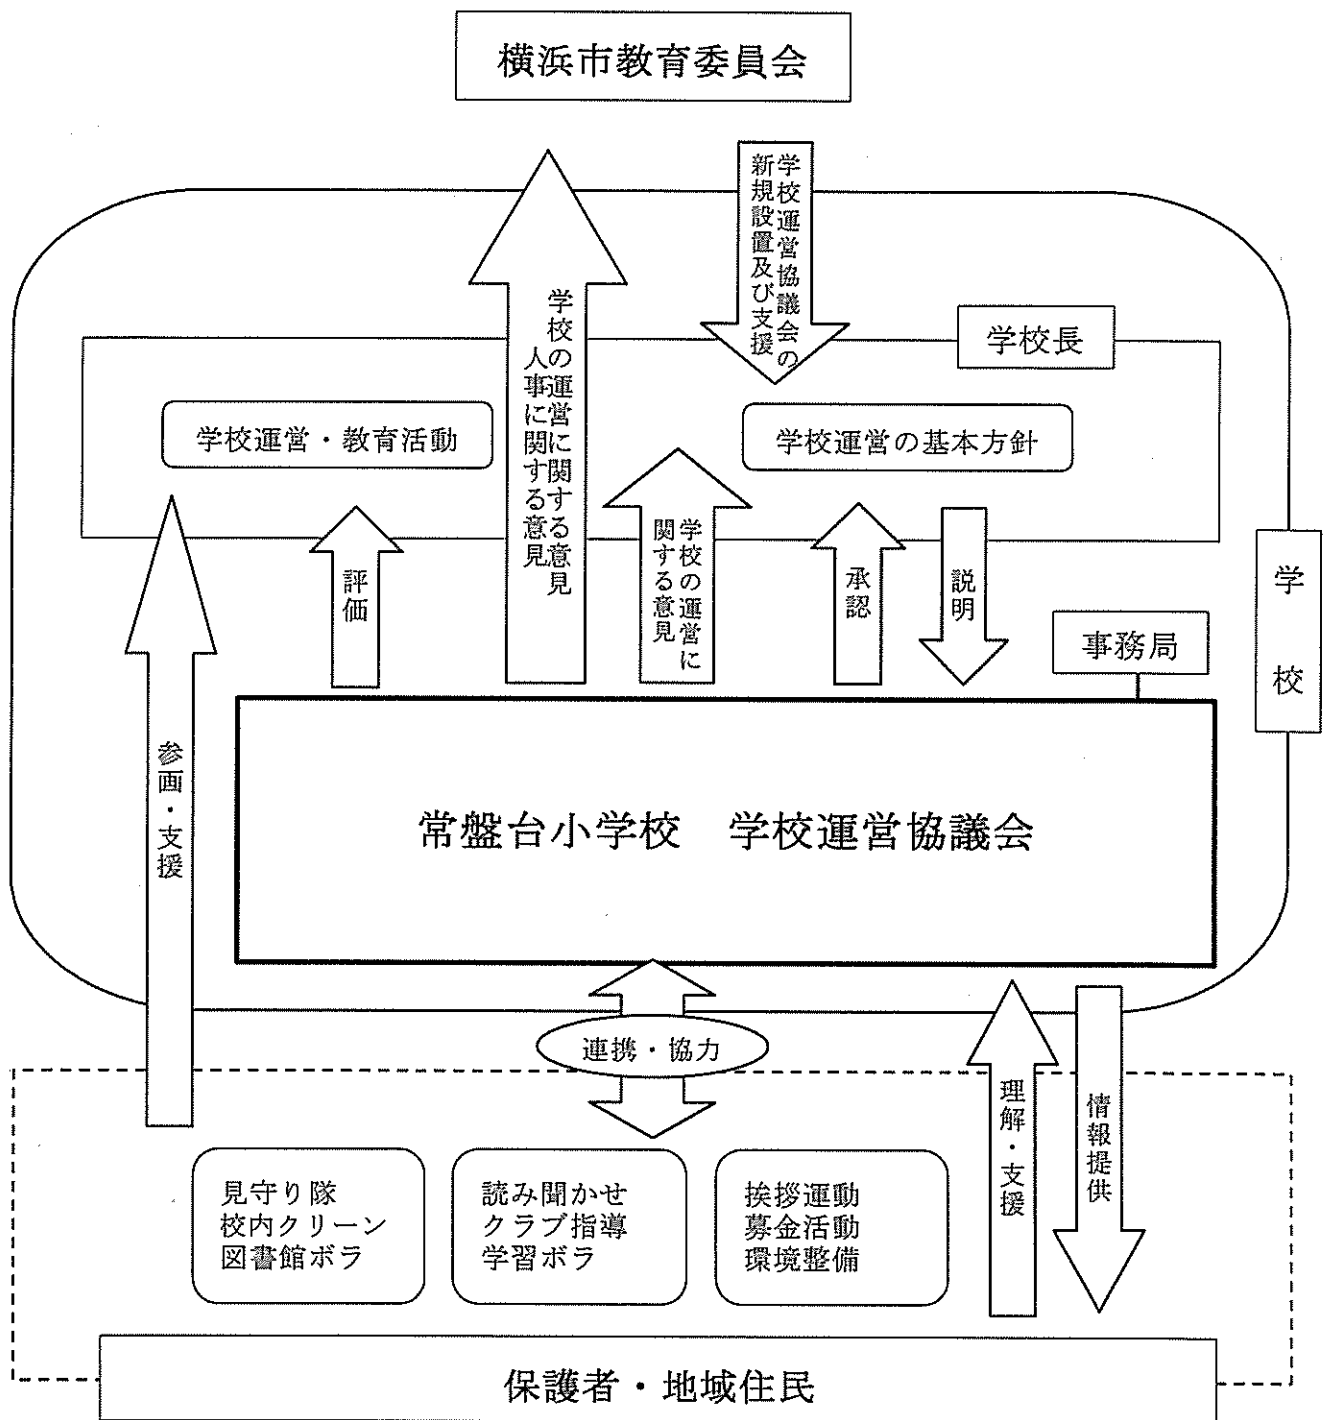 横浜市教育委員会
学校運営協議会の
新規設置及び支援
学校の運営に関する意見
人事に関する意見
学校長
学校運営・教育活動
学校運営の基本方針
評価
学校の運営に
関する意見
承認
説明
事務局
学校
参画・支援
常盤台小学校 学校運営協議会
連携・協力
理解・支援
情報提供
見守り隊
校内クリーン
図書館ボラ
読み聞かせ
クラブ指導
学習ボラ
挨拶運動
募金活動
環境整備
保護者・地域住民